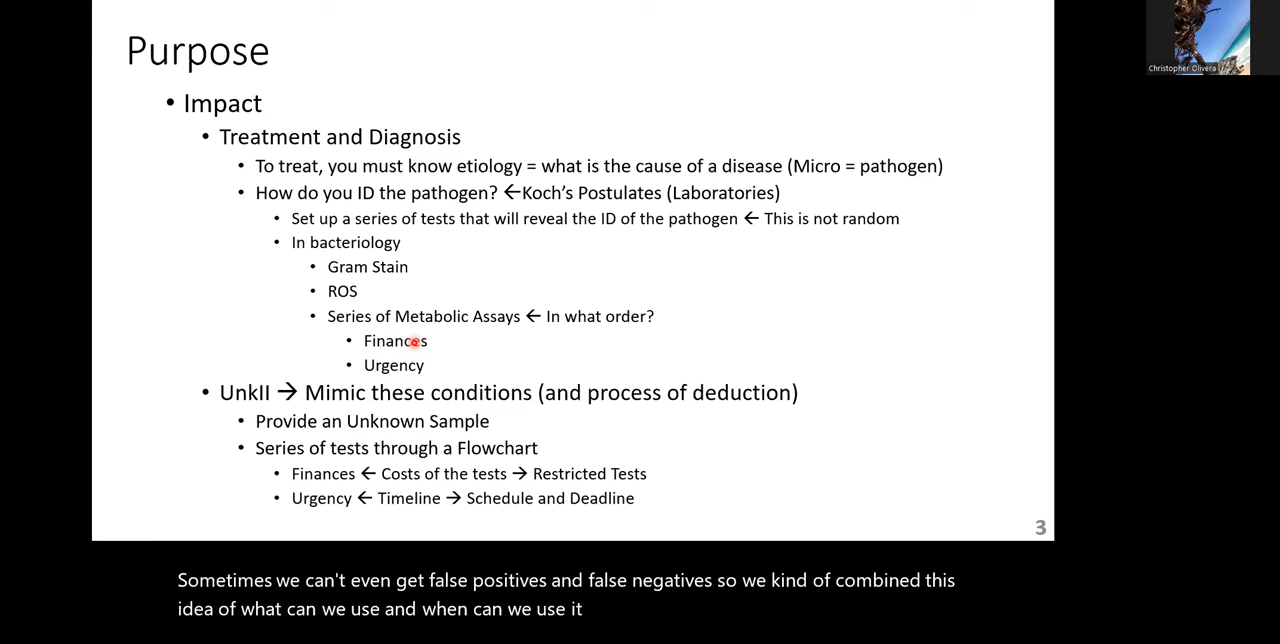 Purpose
• Impact
• Treatment and Diagnosis
• To treat, you must know etiology = what is the cause of a disease (Micro = pathogen)
• How do you ID the pathogen? ←Koch's Postulates (Laboratories)
• Set up a series of tests that will reveal the ID of the pathogen ← This is not random
• In bacteriology
• Gram Stain
• ROS
• Series of Metabolic Assays ← In what order?
• Finances
• Urgency
• UnkII → Mimic these conditions (and process of deduction)
• Provide an Unknown Sample
• Series of tests through a Flowchart
• Finances ← Costs of the tests → Restricted Tests
• Urgency ← Timeline → Schedule and Deadline
3
Christopher Olivera
Sometimes we can't even get false positives and false negatives so we kind of combined this
idea of what can we use and when can we use it